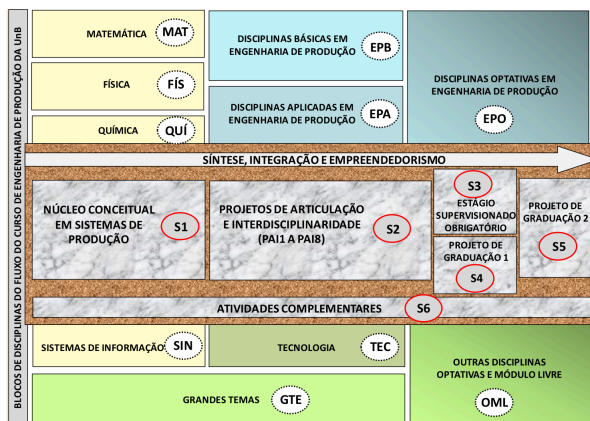 BLOCOS DE DISCIPLINAS DO FLUXO DO CURSO DE ENGENHARIA DE PRODUÇÃO DA UnB
MATEMÁTICA
MAT
FÍSICA
FÍS
QUÍMICA
QUÍ
DISCIPLINAS BÁSICAS EM
ENGENHARIA DE PRODUÇÃO
EPB
DISCIPLINAS APLICADAS EM
ENGENHARIA DE PRODUÇÃO
EPA
DISCIPLINAS OPTATIVAS EM
ENGENHARIA DE PRODUÇÃO
EPO
SÍNTESE, INTEGRAÇÃO E EMPREENDEDORISMO
NÚCLEO CONCEITUAL
EM SISTEMAS DE
PRODUÇÃO
S1
PROJETOS DE ARTICULAÇÃO
E INTERDISCIPLINARIDADE
(PAI1 A PAI8)
S2
S3
ESTÁGIO
SUPERVISIONADO
OBRIGATÓRIO
PROJETO DE
GRADUAÇÃO 1
S4
PROJETO DE
GRADUAÇÃO 2
S5
ATIVIDADES COMPLEMENTARES
S6
SISTEMAS DE INFORMAÇÃO
SIN
TECNOLOGIA
TEC
GRANDES TEMAS
GTE
OUTRAS DISCIPLINAS
OPTATIVAS E MÓDULO LIVRE
OML